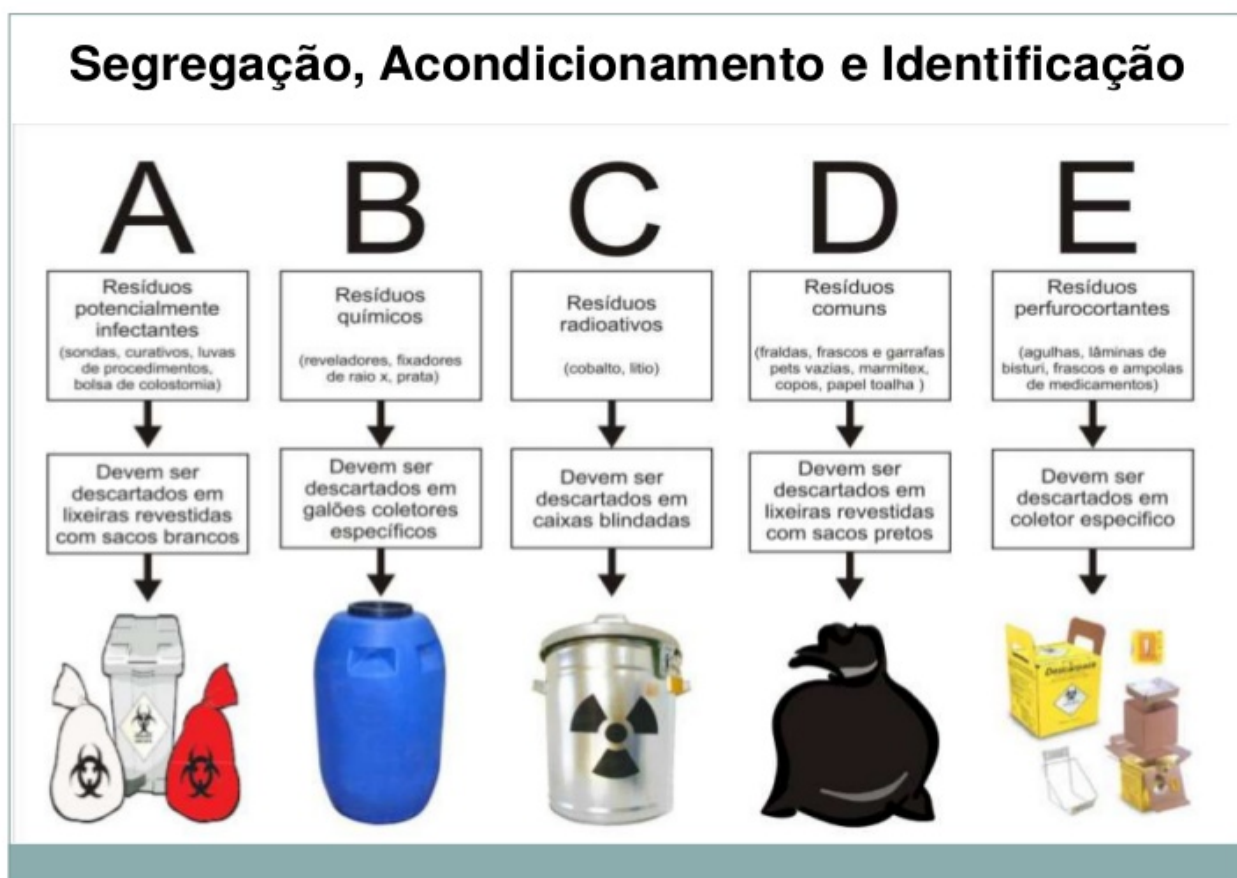 Segregação, Acondicionamento e Identificação
A
B
C
D
E
Resíduos
potencialmente
infectantes
(sondas, curativos, luvas
de procedimentos,
bolsa de colostomia)
Resíduos
químicos
(reveladores, fixadores
de raio x, prata)
Resíduos
radioativos
(cobalto, litio)
Resíduos
comuns
(fraldas, frascos e garrafas
pets vazias, marmitex,
copos, papel toalha )
Resíduos
perfurocortantes
(agulhas, lâminas de
bisturi, frascos e ampolas
de medicamentos)
Devem ser
descartados em
lixeiras revestidas
com sacos brancos
Devem ser
descartados em
galões coletores
específicos
Devem ser
descartados em
caixas blindadas
Devem ser
descartados em
lixeiras revestidas
com sacos pretos
Devem ser
descartado em
coletor especifico